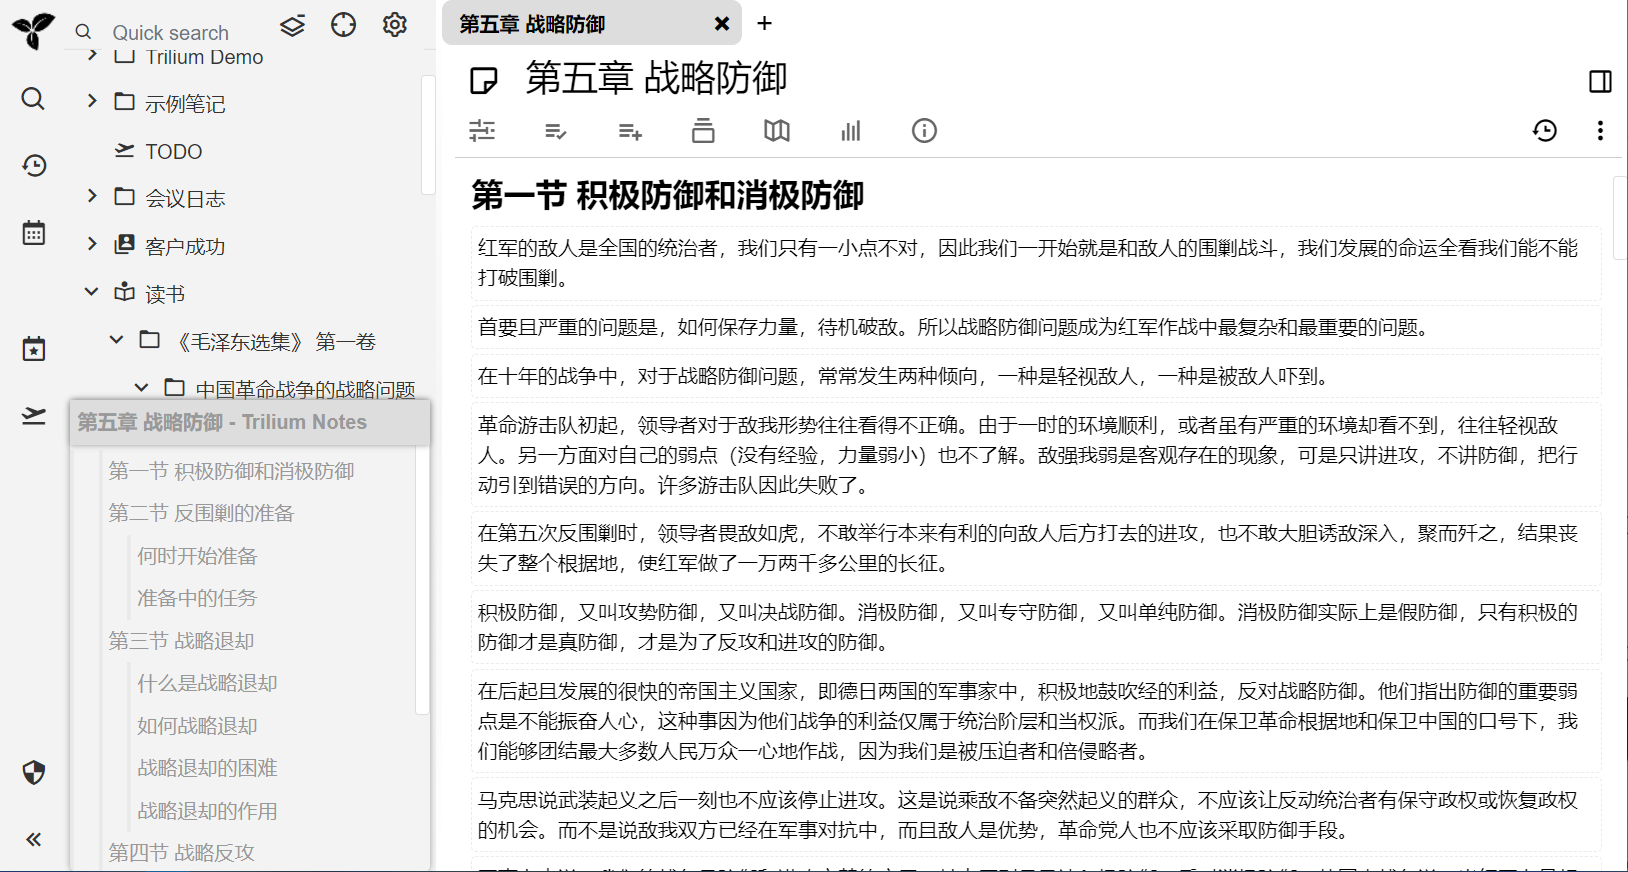 Quick search
Trilium Demo
示例笔记
TODO
会议日志
客户成功
读书
《毛泽东选集》 第一卷
中国革命战争的战略问题
第五章 战略防御 - Trilium Notes
第一节 积极防御和消极防御
第二节 反围剿的准备
何时开始准备
准备中的任务
第三节 战略退却
什么是战略退却
如何战略退却
战略退却的困难
战略退却的作用
第四节 战略反攻
第五章 战略防御
第五章 战略防御
第一节 积极防御和消极防御
红军的敌人是全国的统治者，我们只有一小点不对，因此我们一开始就是和敌人的围剿战斗，我们发展的命运全看我们能不能
打破围剿。
首要且严重的问题是，如何保存力量，待机破敌。所以战略防御问题成为红军作战中最复杂和最重要的问题。
在十年的战争中，对于战略防御问题，常常发生两种倾向，一种是轻视敌人，一种是被敌人吓到。
革命游击队初起，领导者对于敌我形势往往看得不正确。由于一时的环境顺利，或者虽有严重的环境却看不到，往往轻视敌
人。另一方面对自己的弱点（没有经验，力量弱小）也不了解。敌强我弱是客观存在的现象，可是只讲进攻，不讲防御，把行
动引到错误的方向。许多游击队因此失败了。
在第五次反围剿时，领导者畏敌如虎，不敢举行本来有利的向敌人后方打去的进攻，也不敢大胆诱敌深入，聚而歼之，结果丧
失了整个根据地，使红军做了一万两千多公里的长征。
积极防御，又叫攻势防御，又叫决战防御。消极防御，又叫专守防御，又叫单纯防御。消极防御实际上是假防御，只有积极的
防御才是真防御，才是为了反攻和进攻的防御。
在后起且发展的很快的帝国主义国家，即德日两国的军事家中，积极地鼓吹经的利益，反对战略防御。他们指出防御的重要弱
点是不能振奋人心，这种事因为他们战争的利益仅属于统治阶层和当权派。而我们在保卫革命根据地和保卫中国的口号下，我
们能够团结最大多数人民万众一心地作战，因为我们是被压迫者和倍侵略者。
马克思说武装起义之后一刻也不应该停止进攻。这是说乘敌不备突然起义的群众，不应该让反动统治者有保守政权或恢复政权
的机会。而不是说敌我双方已经在军事对抗中，而且敌人是优势，革命党人也不应该采取防御手段。